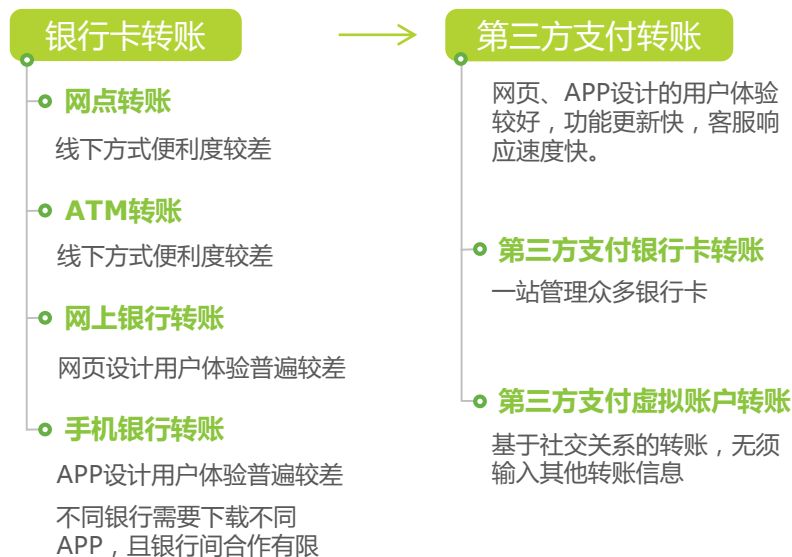 银行卡转账
网点转账
线下方式便利度较差
ATM转账
线下方式便利度较差
网上银行转账
网页设计用户体验普遍较差
手机银行转账
APP设计用户体验普遍较差
不同银行需要下载不同
APP，且银行间合作有限
第三方支付转账
网页、APP设计的用户体验
较好，功能更新快，客服响
应速度快。
第三方支付银行卡转账
一站管理众多银行卡
第三方支付虚拟账户转账
基于社交关系的转账，无须
输入其他转账信息